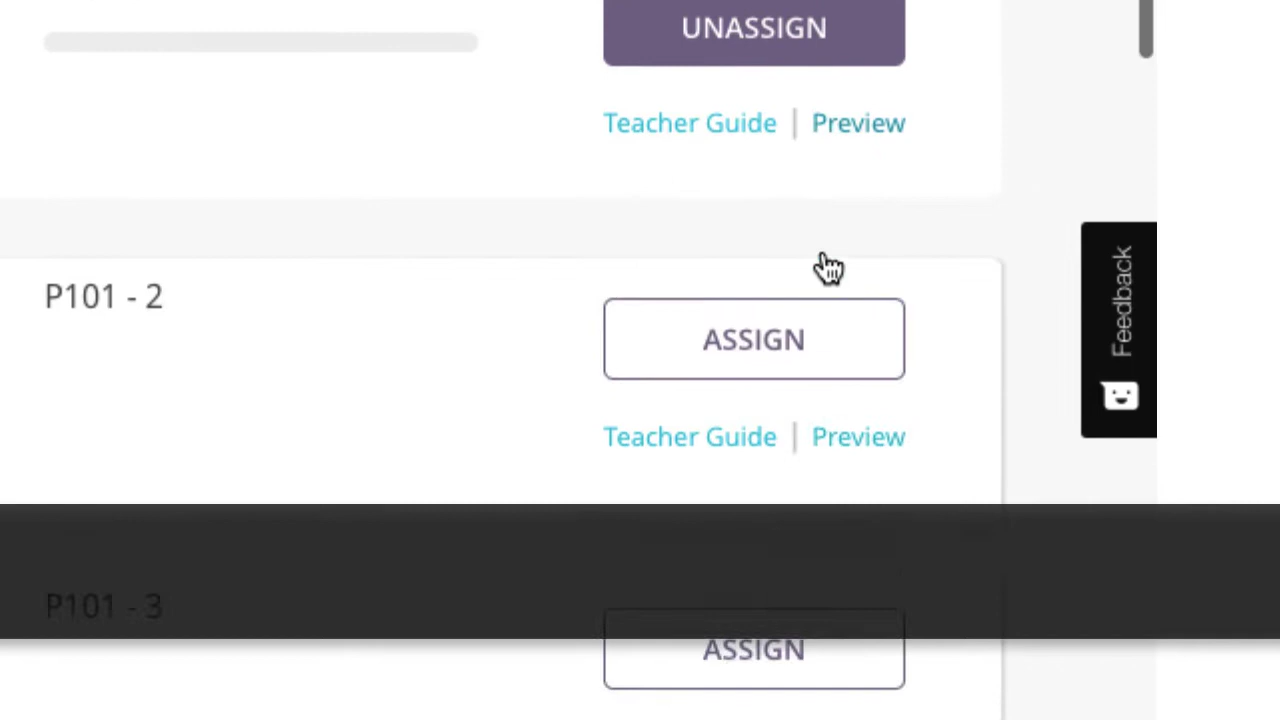 UNASSIGN
Teacher Guide | Preview
P101 - 2
ASSIGN
Teacher Guide | Preview
Feedback
P101 - 3
ASSIGN